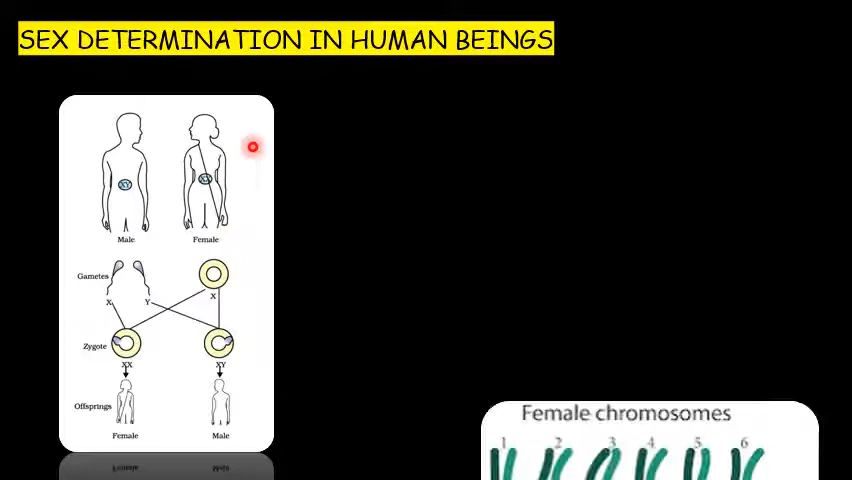 SEX DETERMINATION IN HUMAN BEINGS
XY
Male
Female
Gametes
X
Y
X
Zygote
XX
XY
Offsprings
Female
Male
Female chromosomes
1 2 3 4 5 6